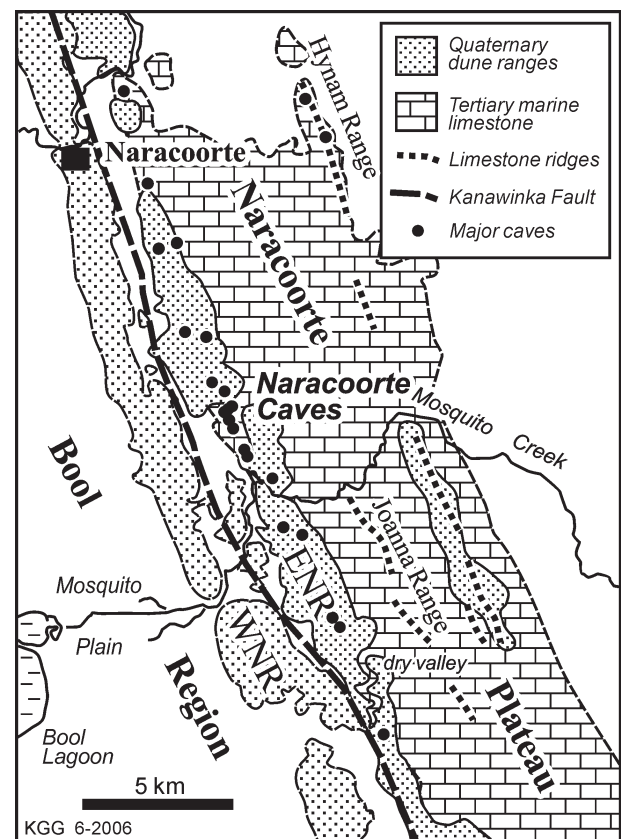 Quaternary
dune ranges
Tertiary marine
limestone
Limestone ridges
Kanawinka Fault
Major caves
Hynam Range
Naracoorte
Naracoorte
Naracoorte
Caves
Mosquito Creek
Bool
Joanna Range
ENR
Mosquito
Plain
WNR
dry valley
Region
Plateau
Bool
Lagoon
5 km
KGG 6-2006